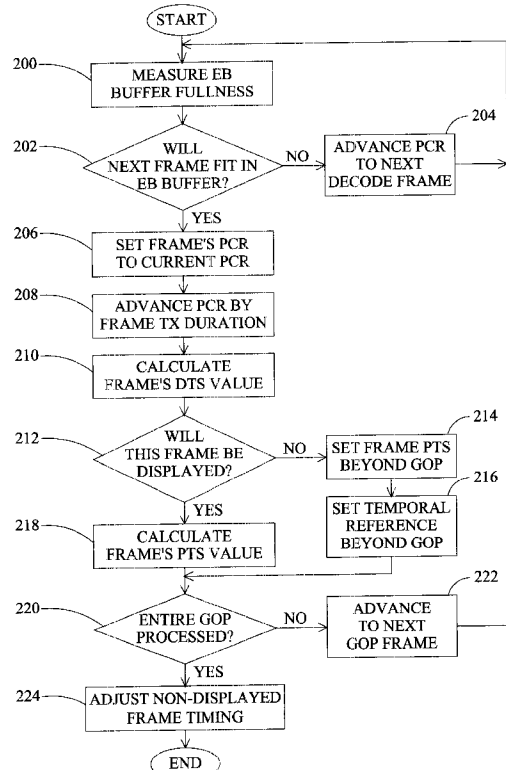 START
200
MEASURE EB
BUFFER FULLNESS
202
WILL
NEXT FRAME FIT IN
EB BUFFER?
NO
204
ADVANCE PCR
TO NEXT
DECODE FRAME
YES
206
SET FRAME'S PCR
TO CURRENT PCR
208
ADVANCE PCR BY
FRAME TX DURATION
210
CALCULATE
FRAME'S DTS VALUE
212
WILL
THIS FRAME BE
DISPLAYED?
NO
214
SET FRAME PTS
BEYOND GOP
216
SET TEMPORAL
REFERENCE
BEYOND GOP
YES
218
CALCULATE
FRAME'S PTS VALUE
220
ENTIRE GOP
PROCESSED?
NO
222
ADVANCE
TO NEXT
GOP FRAME
YES
224
ADJUST NON-DISPLAYED
FRAME TIMING
END